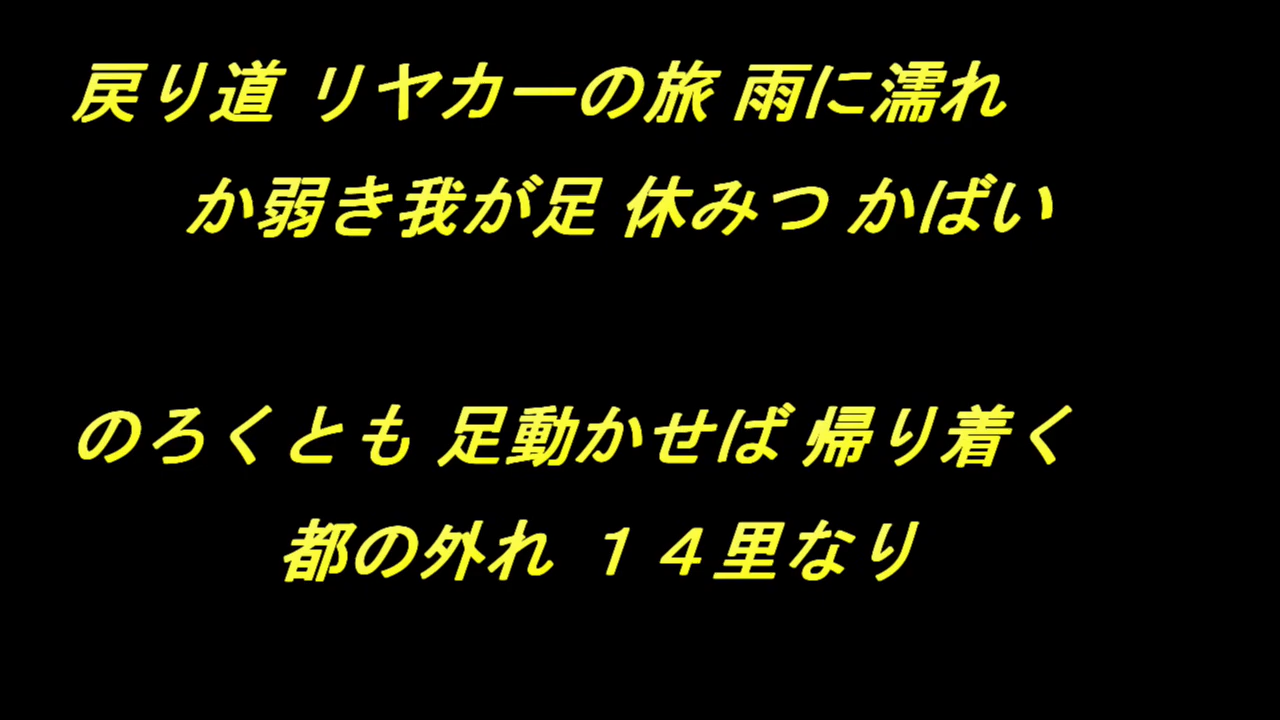 戻り道 リヤカーの旅 雨に濡れ
か弱き我が足 休みつ かばい
のろくとも 足動かせば 帰り着く
都の外れ １４里なり